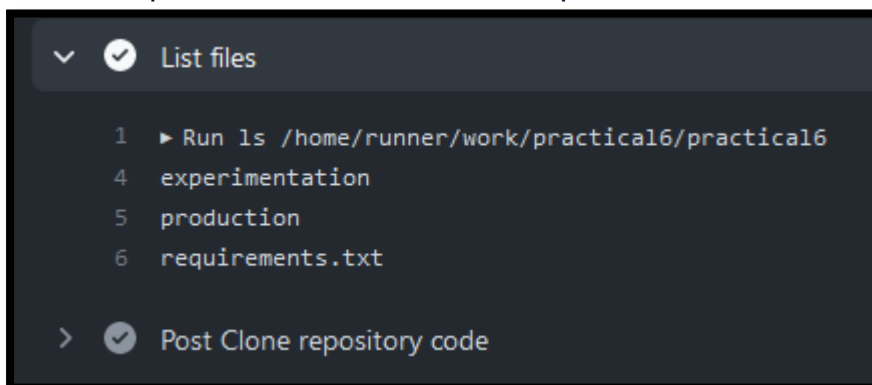 List files
1 ▸ Run ls /home/runner/work/practical6/practical6
4 experimentation
5 production
6 requirements.txt
Post Clone repository code